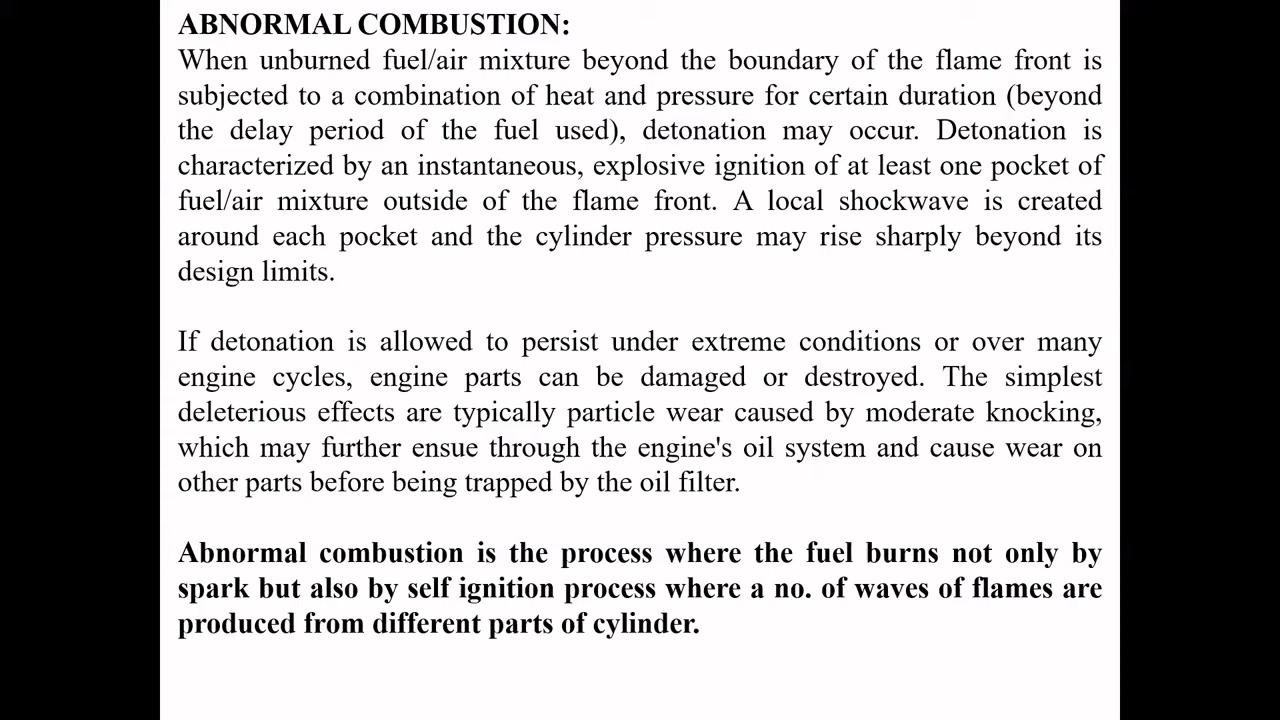 ABNORMAL COMBUSTION:
When unburned fuel/air mixture beyond the boundary of the flame front is
subjected to a combination of heat and pressure for certain duration (beyond
the delay period of the fuel used), detonation may occur. Detonation is
characterized by an instantaneous, explosive ignition of at least one pocket of
fuel/air mixture outside of the flame front. A local shockwave is created
around each pocket and the cylinder pressure may rise sharply beyond its
design limits.
If detonation is allowed to persist under extreme conditions or over many
engine cycles, engine parts can be damaged or destroyed. The simplest
deleterious effects are typically particle wear caused by moderate knocking,
which may further ensue through the engine's oil system and cause wear on
other parts before being trapped by the oil filter.
Abnormal combustion is the process where the fuel burns not only by
spark but also by self ignition process where a no. of waves of flames are
produced from different parts of cylinder.